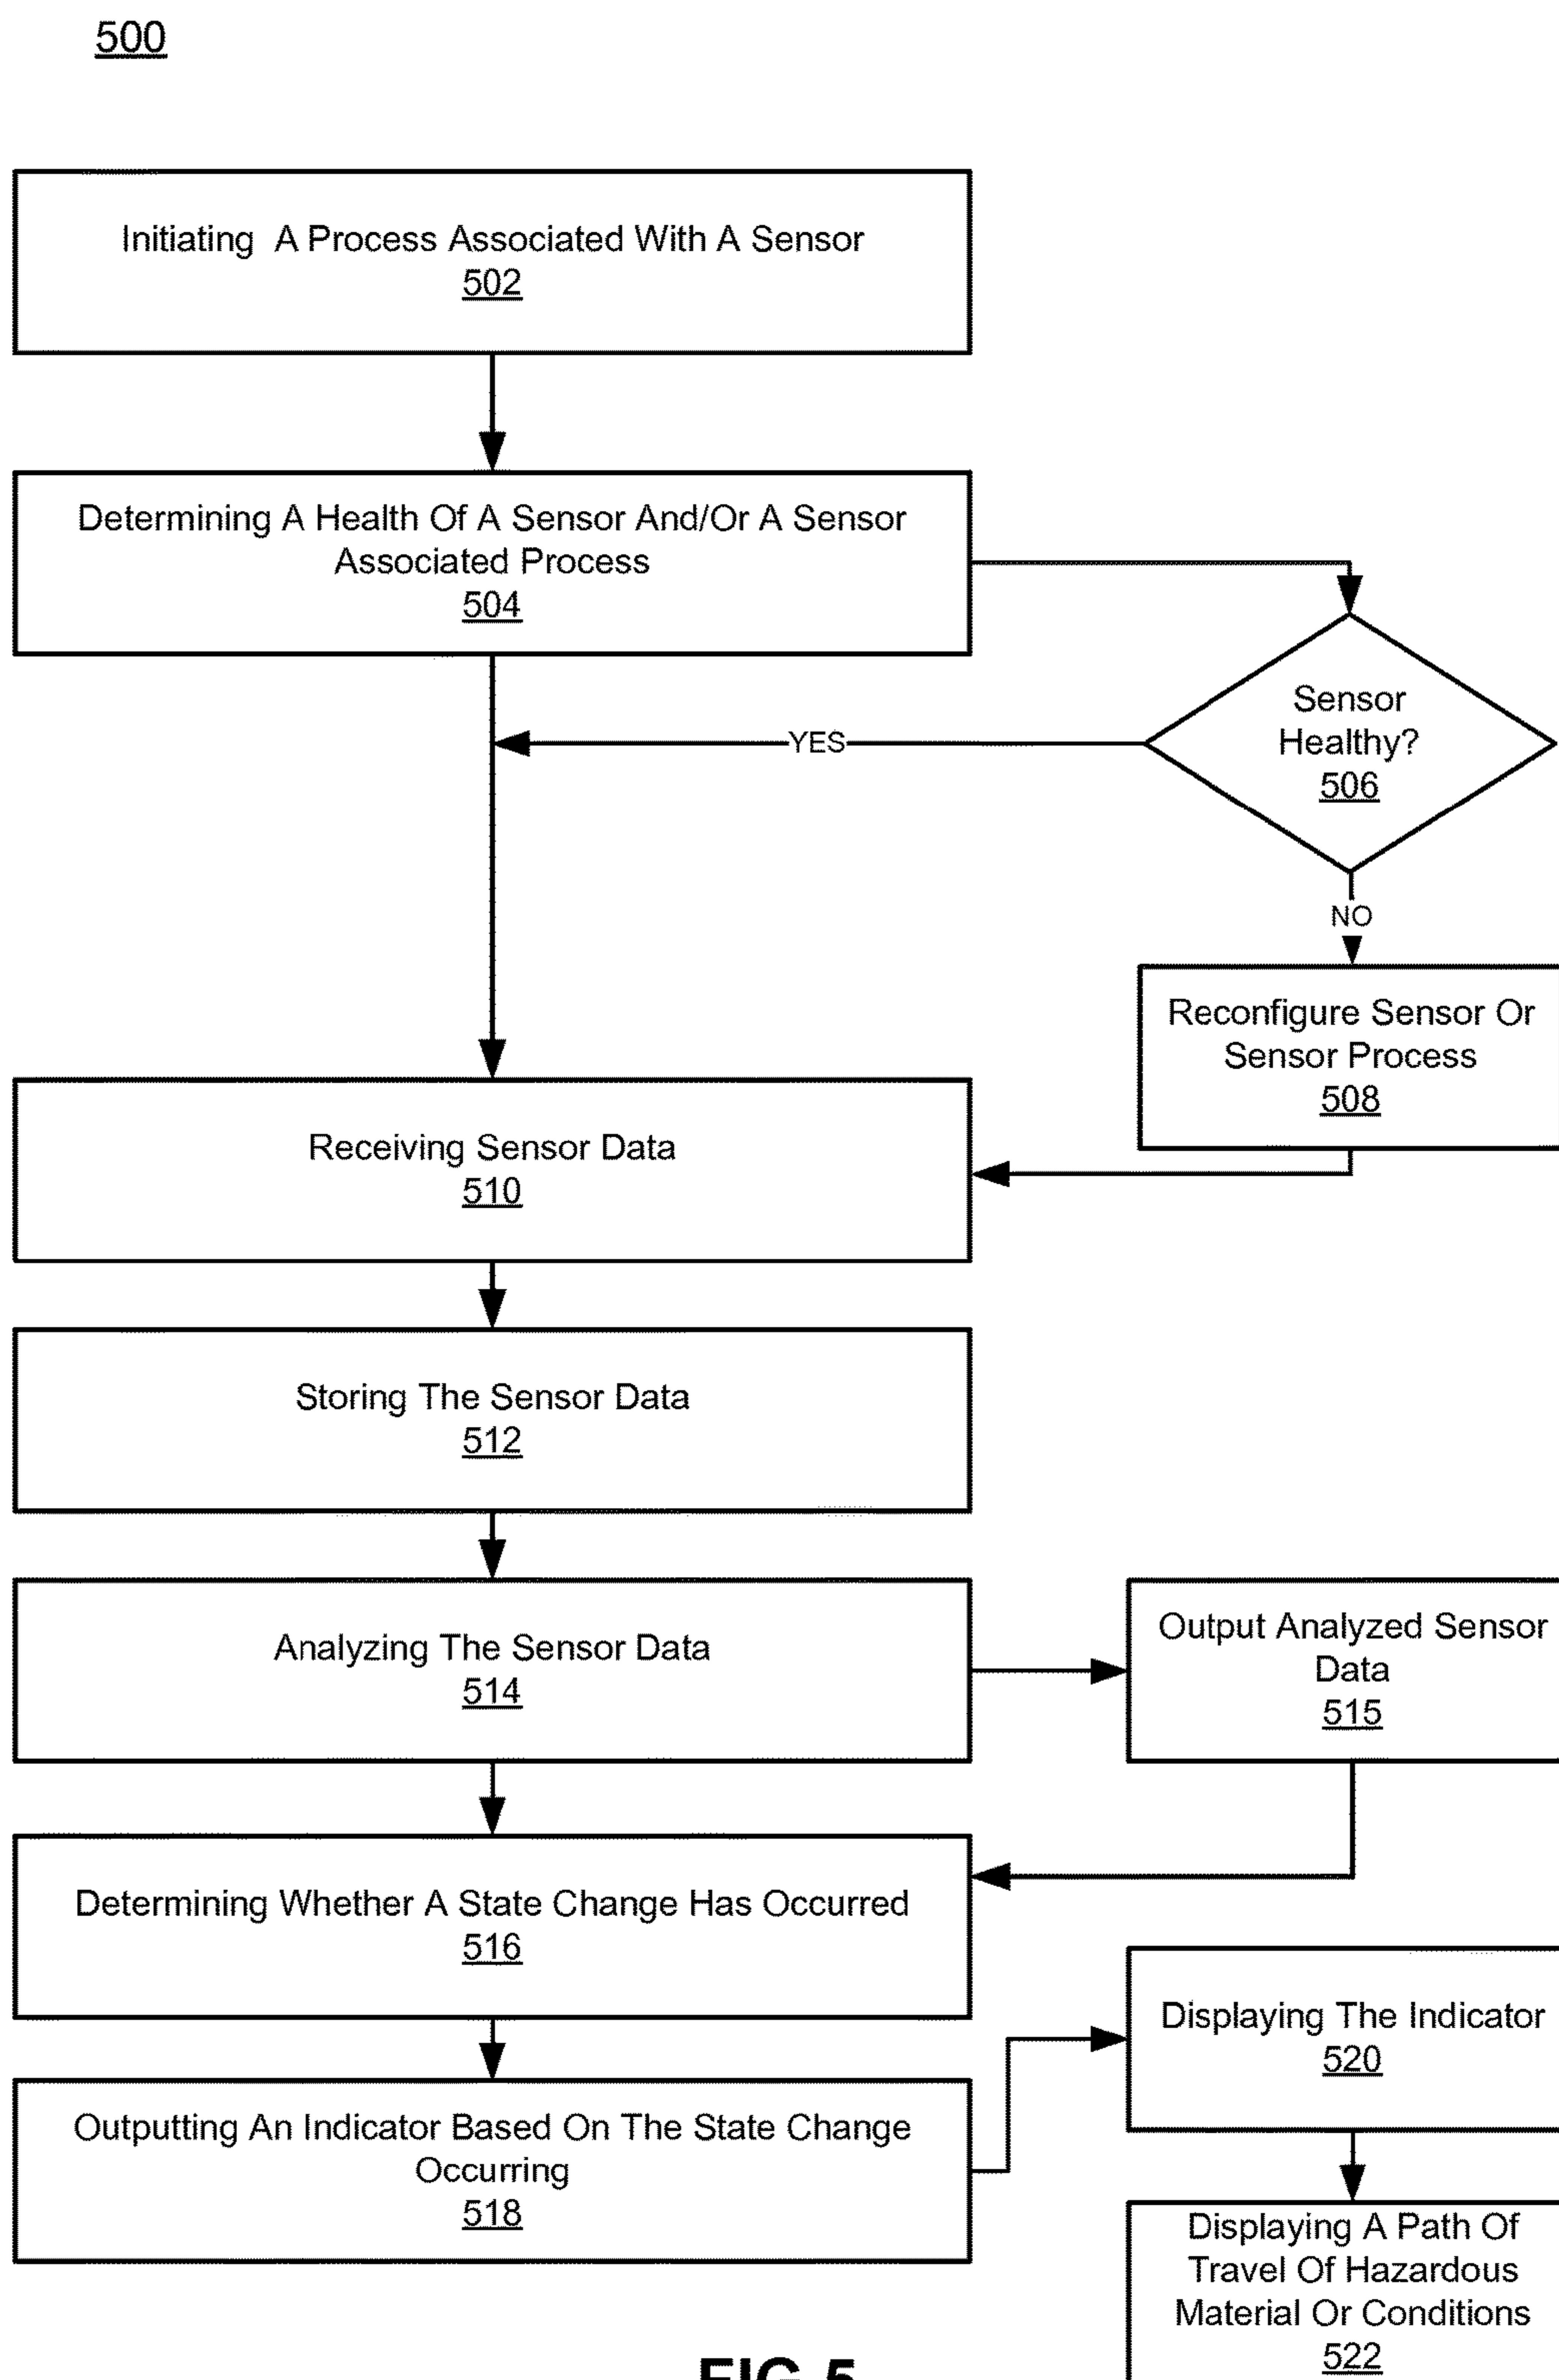 500
Initiating A Process Associated With A Sensor
502
Determining A Health Of A Sensor And/Or A Sensor
Associated Process
504
Sensor
Healthy?
506
YES
NO
Reconfigure Sensor Or
Sensor Process
508
Receiving Sensor Data
510
Storing The Sensor Data
512
Analyzing The Sensor Data
514
Output Analyzed Sensor
Data
515
Determining Whether A State Change Has Occurred
516
Outputting An Indicator Based On The State Change
Occurring
518
Displaying The Indicator
520
Displaying A Path Of
Travel Of Hazardous
Material Or Conditions
522
FIG 5